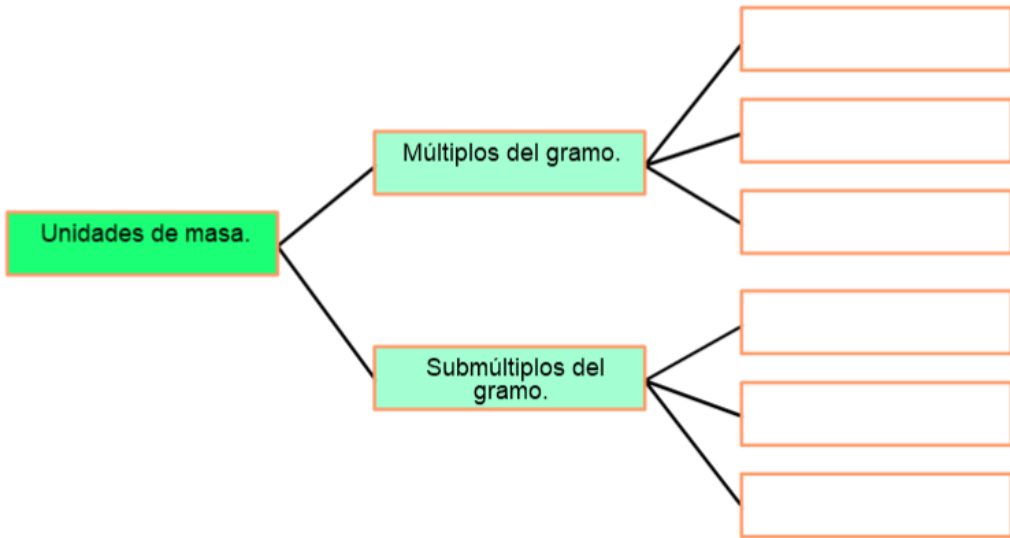 Unidades de masa.
Múltiplos del gramo.
Submúltiplos del
gramo.